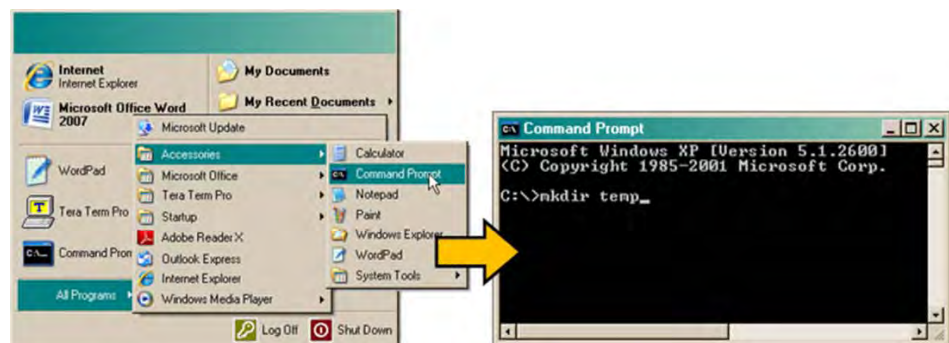 Internet
Internet Explorer
Microsoft Office Word
2007
WordPad
Tera Term Pro
Command Prom
All Programs
My Documents
My Recent Documents
Microsoft Update
Accessories
Microsoft Office
Tera Term Pro
Startup
Adobe Reader X
Outlook Express
Internet Explorer
Windows Media Player
Calculator
Command Prompt
Notepad
Paint
Windows Explorer
WordPad
System Tools
Log Off
Shut Down
Command Prompt
Microsoft Windows XP [Version 5.1.2600]
(C) Copyright 1985-2001 Microsoft Corp.
C:\>mkdir temp_